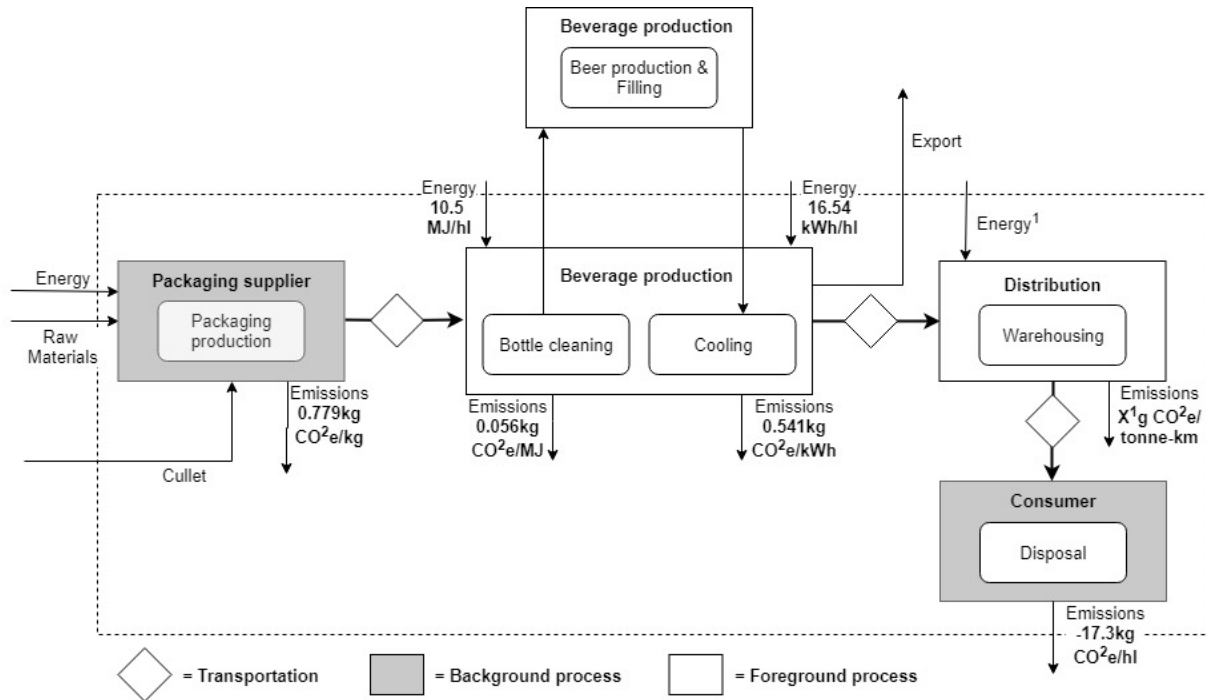 Beverage production
Beer production &
Filling
Export
Energy
10.5
MJ/hl
Energy
16.54
kWh/hl
Energy¹
Energy
Raw
Materials
Packaging supplier
Packaging
production
Beverage production
Bottle cleaning
Cooling
Distribution
Warehousing
Emissions
0.779kg
CO²e/kg
Cullet
Emissions
0.056kg
CO²e/MJ
Emissions
0.541kg
CO²e/kWh
Emissions
X¹g CO²e/
tonne-km
Consumer
Disposal
Emissions
-17.3kg
CO²e/hl
= Transportation
= Background process
= Foreground process